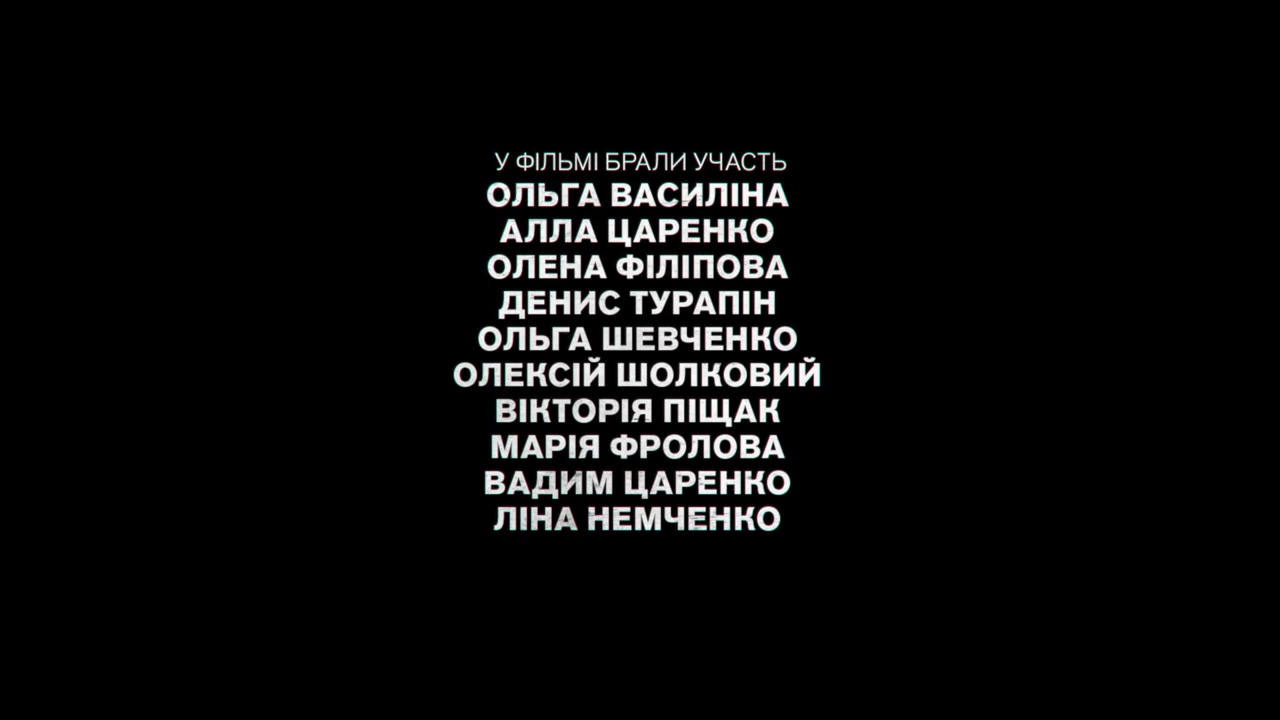 У ФІЛЬМІ БРАЛИ УЧАСТЬ
ОЛЬГА ВАСИЛІНА
АЛЛА ЦАРЕНКО
ОЛЕНА ФІЛІПОВА
ДЕНИС ТУРАПІН
ОЛЬГА ШЕВЧЕНКО
ОЛЕКСІЙ ШОЛКОВИЙ
ВІКТОРІЯ ПІЩАК
МАРІЯ ФРОЛОВА
ВАДИМ ЦАРЕНКО
ЛІНА НЕМЧЕНКО